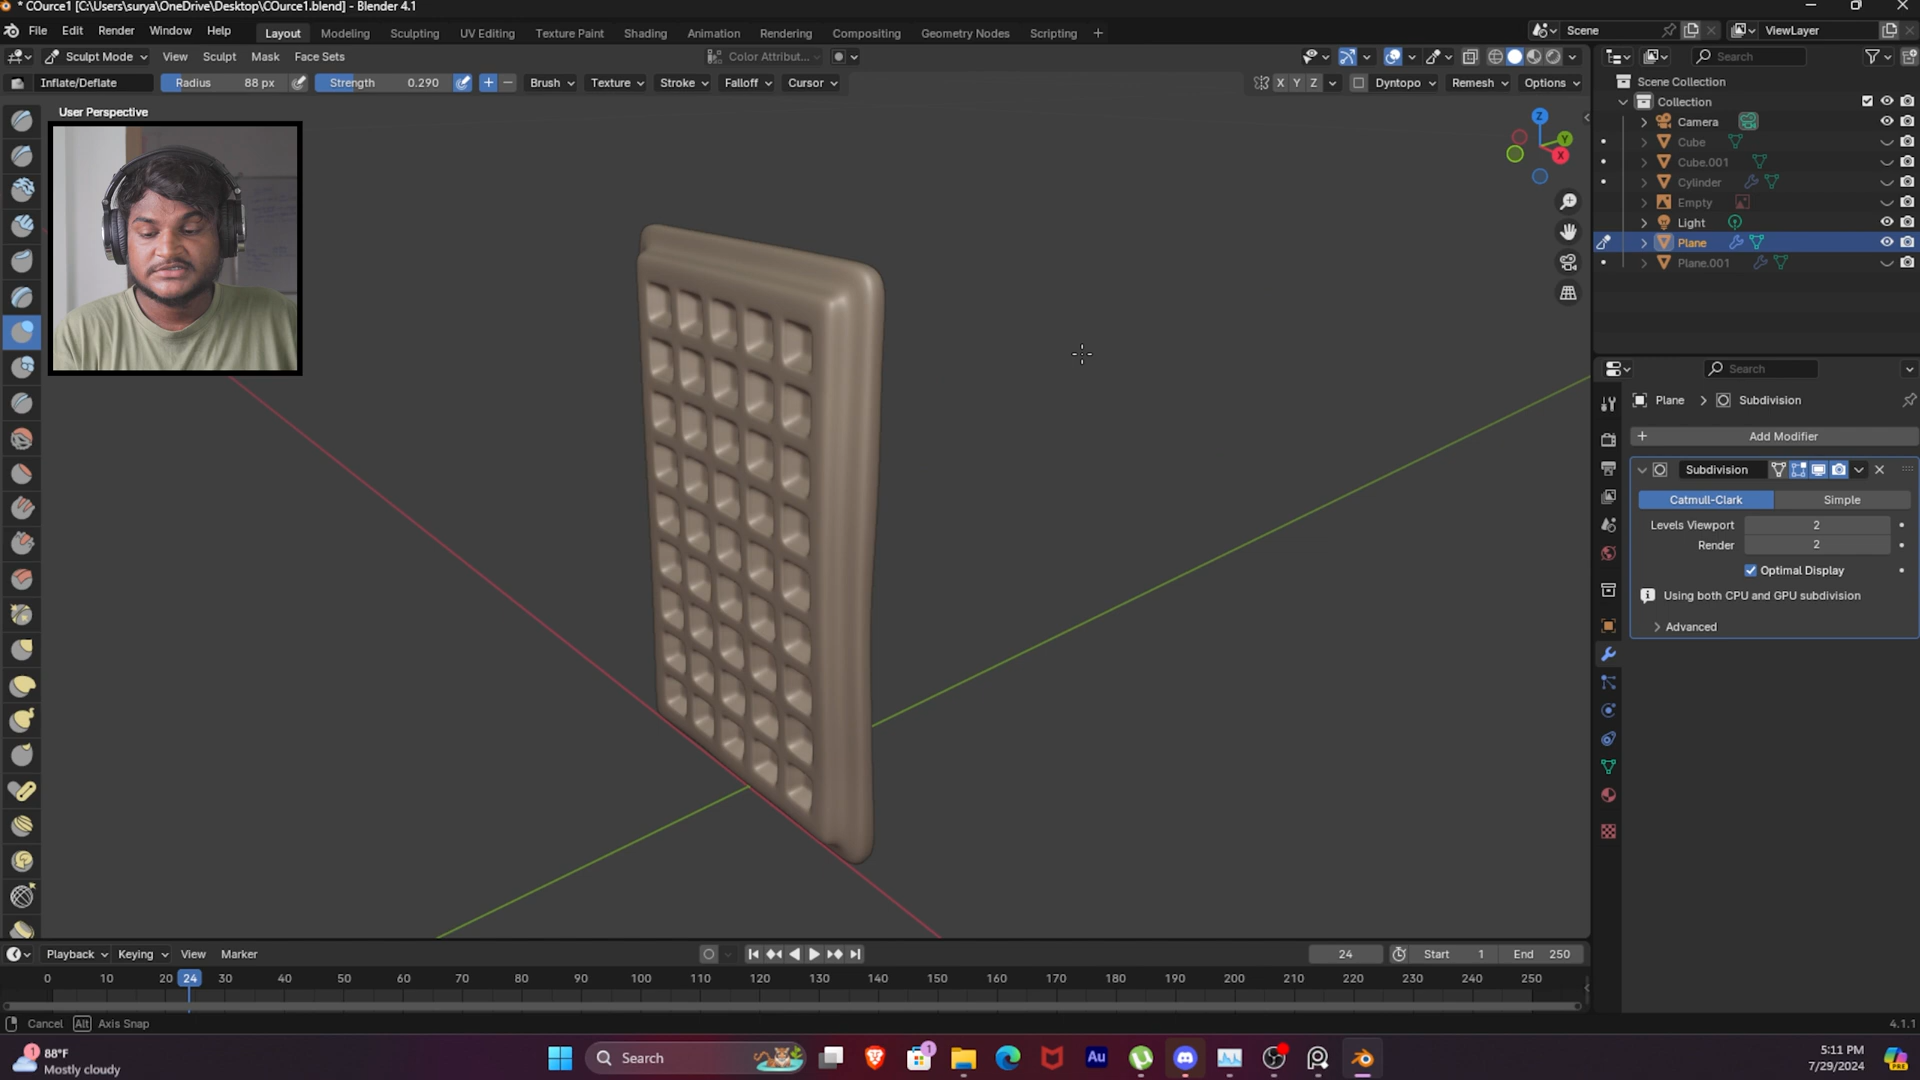 * COurce1 [C:\Users\surya\OneDrive\Desktop\COurce1.blend] - Blender 4.1
File Edit Render Window Help Layout Modeling Sculpting UV Editing Texture Paint Shading Animation Rendering Compositing Geometry Nodes Scripting + Scene ViewLayer
Sculpt Mode View Sculpt Mask Face Sets Color Attribut... Search
Inflate/Deflate Radius 88 px Strength 0.290 Brush Texture Stroke Falloff Cursor X Y Z Dyntopo Remesh Options
Scene Collection
Collection
Camera
Cube
Cube.001
Cylinder
Empty
Light
Plane
Plane.001
User Perspective
Z
Y
X
Search
Plane > Subdivision
Add Modifier
Subdivision
Catmull-Clark Simple
Levels Viewport 2
Render 2
Optimal Display
Using both CPU and GPU subdivision
Advanced
Playback Keying View Marker 24 Start 1 End 250
0 10 20 24 30 40 50 60 70 80 90 100 110 120 130 140 150 160 170 180 190 200 210 220 230 240 250
Cancel Alt Axis Snap 4.1.1
1 88°F
Mostly cloudy
Search 1 Au
5:11 PM
7/29/2024
PRE